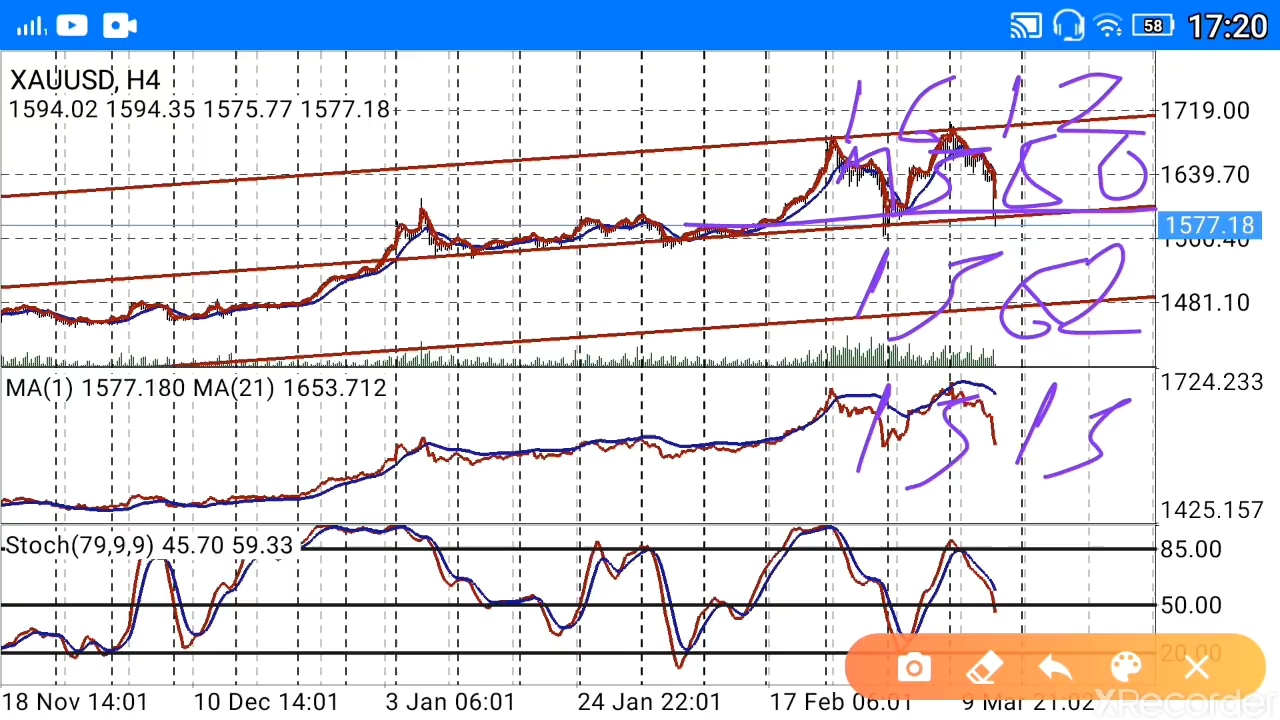 58 17:20
XAUUSD, H4
1594.02 1594.35 1575.77 1577.18
1719.00
1612
1639.70
1580
1577.18
1562
1481.10
MA(1) 1577.180 MA(21) 1653.712
1724.233
1515
1425.157
Stoch(79,9,9) 45.70 59.33
85.00
50.00
20.00
18 Nov 14:01 10 Dec 14:01 3 Jan 06:01 24 Jan 22:01 17 Feb 06:01 9 Mar 21:02
XRecorder